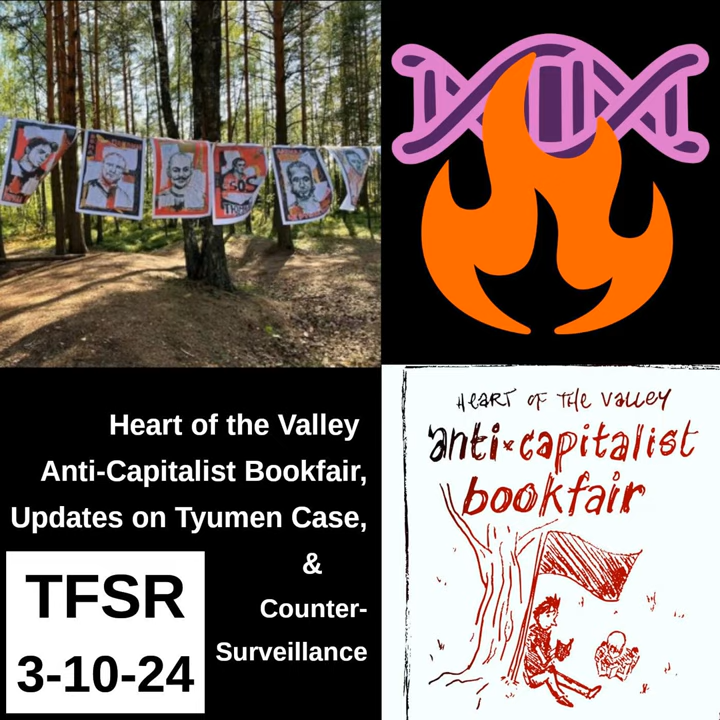 HEART OF THE VALLEY
anti-capitalist
bookfair
Heart of the Valley
Anti-Capitalist Bookfair,
Updates on Tyumen Case,
&
Counter-
Surveillance
TFSR
3-10-24